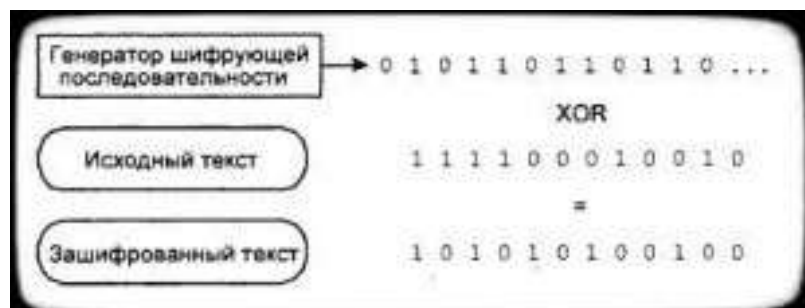 Генератор шифрующей
последовательности
0 1 0 1 1 0 1 1 0 1 1 0 ...
XOR
Исходный текст
1 1 1 1 0 0 0 1 0 0 1 0
=
Зашифрованный текст
1 0 1 0 1 0 1 0 0 1 0 0